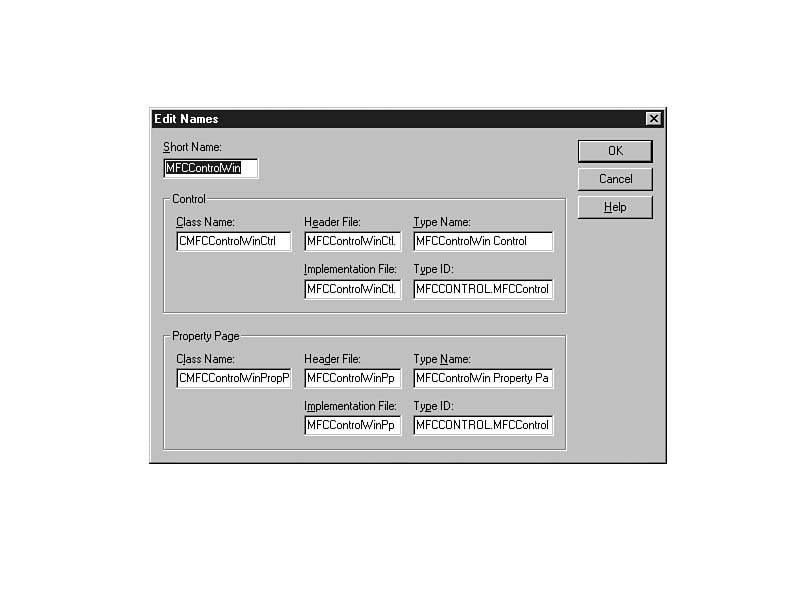 Edit Names
Short Name:
MFCControlWin
OK
Cancel
Help
Control
Class Name: Header File: Type Name:
CMFCControlWinCtrl MFCControlWinCtl. MFCControlWin Control
Implementation File: Type ID:
MFCControlWinCtl. MFCCONTROL.MFCControl
Property Page
Class Name: Header File: Type Name:
CMFCControlWinPropP MFCControlWinPp MFCControlWin Property Pa
Implementation File: Type ID:
MFCControlWinPp MFCCONTROL.MFCControl